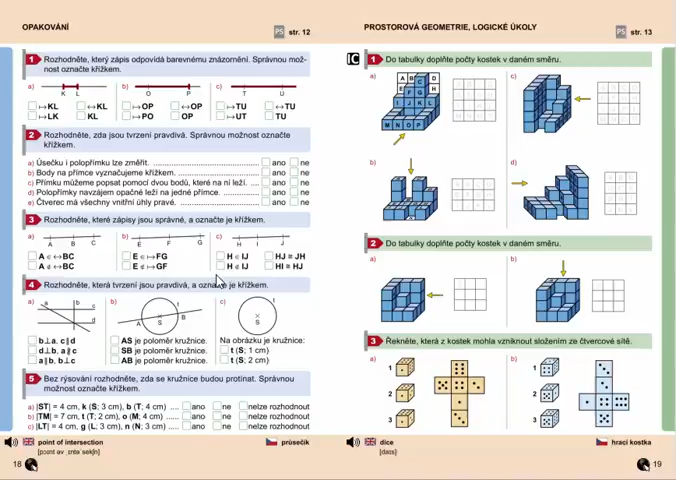 OPAKOVÁNÍ
PS str. 12
1 Rozhodněte, který zápis odpovídá barevnému znázornění. Správnou mož-
nost označte křížkem.
a) b) c)
K L O P T U
↦KL ↔KL ↦OP ↔OP ↦TU ↔TU
↦LK KL ↦PO OP ↦UT TU
2 Rozhodněte, zda jsou tvrzení pravdivá. Správnou možnost označte
křížkem.
a) Úsečku i polopřímku lze změřit. ano ne
b) Body na přímce vyznačujeme křížkem. ano ne
c) Přímku můžeme popsat pomocí dvou bodů, které na ní leží. .... ano ne
d) Polopřímky navzájem opačné leží na jedné přímce. ano ne
e) Čtverec má všechny vnitřní úhly pravé. ano ne
3 Rozhodněte, které zápisy jsou správné, a označte je křížkem.
a) b) c)
A B C E F G H I J
A ∈ ↔BC E ∈ ↦FG H ∈ IJ HJ ≅ JH
A ∉ ↔BC E ∉ ↦GF H ∉ IJ HI ≅ HJ
4 Rozhodněte, která tvrzení jsou pravdivá, a označte je křížkem.
a) b) c)
a b c d t A S B t S
b⊥a, c∥d AS je poloměr kružnice. Na obrázku je kružnice:
d⊥b, a∦c SB je poloměr kružnice. t (S; 1 cm)
a∥b, b⊥c AB je poloměr kružnice. t (S; 2 cm)
5 Bez rýsování rozhodněte, zda se kružnice budou protínat. Správnou
možnost označte křížkem.
a) |ST| = 4 cm, k (S; 3 cm), b (T; 4 cm) .... ano ne nelze rozhodnout
b) |TM| = 7 cm, t (T; 2 cm), o (M; 4 cm) ..... ano ne nelze rozhodnout
c) |LT| = 4 cm, g (L; 3 cm), n (N; 3 cm) ..... ano ne nelze rozhodnout
point of intersection průsečík
18
PROSTOROVÁ GEOMETRIE, LOGICKÉ ÚKOLY
PS str. 13
1 Do tabulky doplňte počty kostek v daném směru.
a) c)
A B C D
E F G H
I J K L
M N O P
b) d)
2 Do tabulky doplňte počty kostek v daném směru.
a) b)
3 Řekněte, která z kostek mohla vzniknout složením ze čtvercové sítě.
a) b)
1 1
2 2
3 3
dice hrací kostka
[daɪs]
19